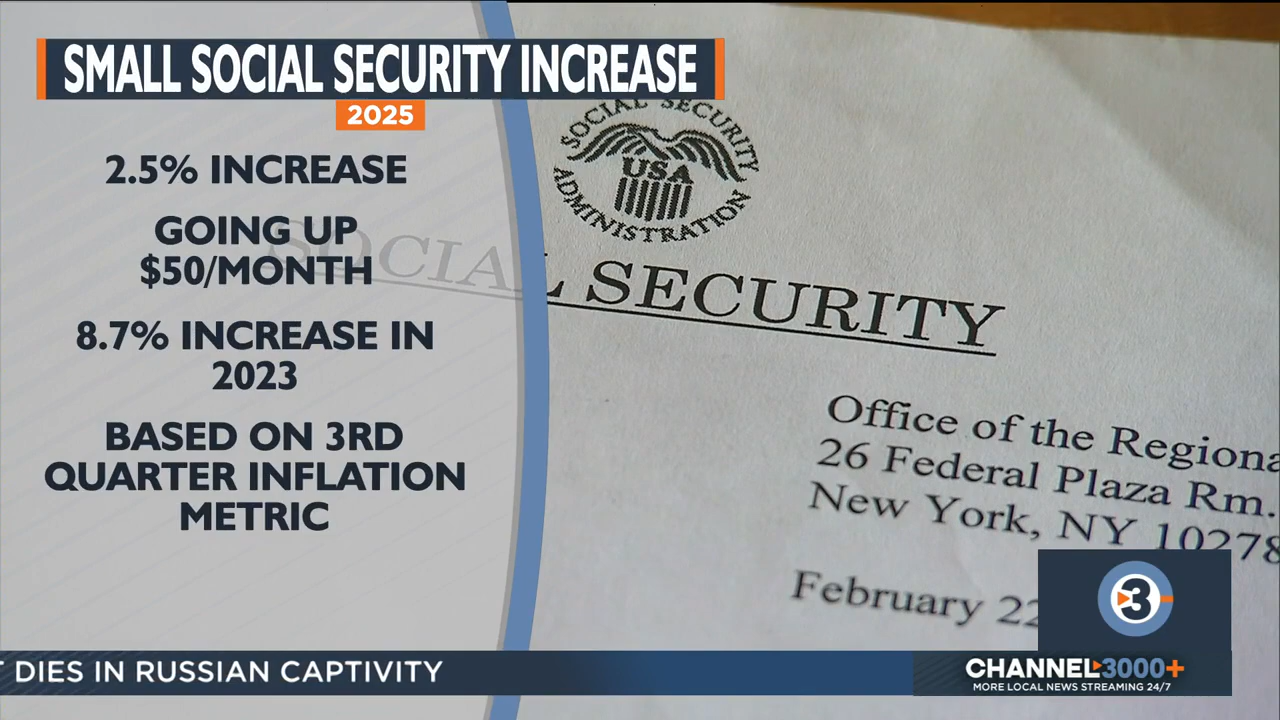 SMALL SOCIAL SECURITY INCREASE
2025
2.5% INCREASE
GOING UP
$50/MONTH
8.7% INCREASE IN
2023
BASED ON 3RD
QUARTER INFLATION
METRIC
SOCIAL SECURITY
USA
ADMINISTRATION
SOCIAL SECURITY
Office of the Regiona
26 Federal Plaza Rm.
New York, NY 10278
February 22
3
DIES IN RUSSIAN CAPTIVITY
CHANNEL3000+
MORE LOCAL NEWS STREAMING 24/7